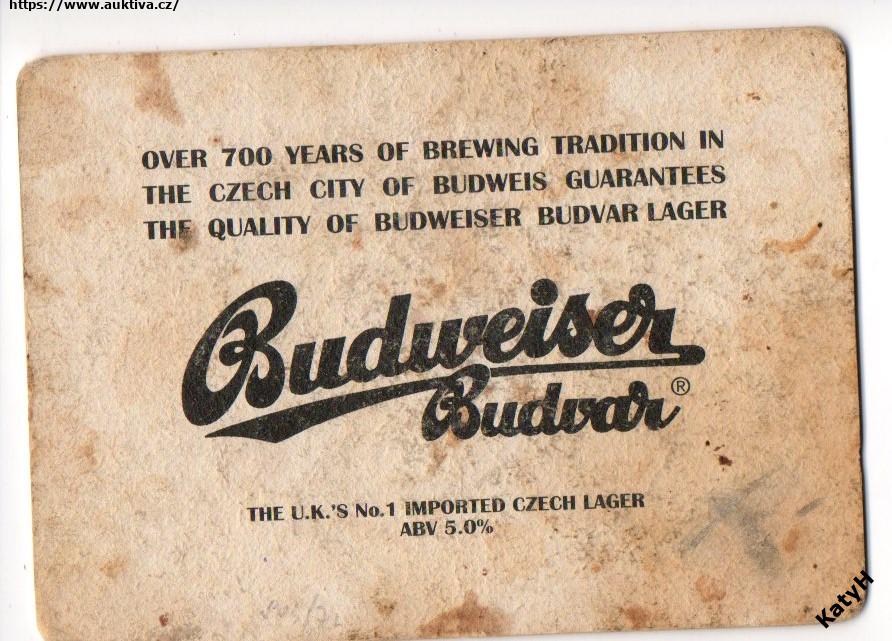 https://www.auktiva.cz/
OVER 700 YEARS OF BREWING TRADITION IN
THE CZECH CITY OF BUDWEIS GUARANTEES
THE QUALITY OF BUDWEISER BUDVAR LAGER
Budweiser
Budvar®
THE U.K.'S No.1 IMPORTED CZECH LAGER
ABV 5.0%
KatyH